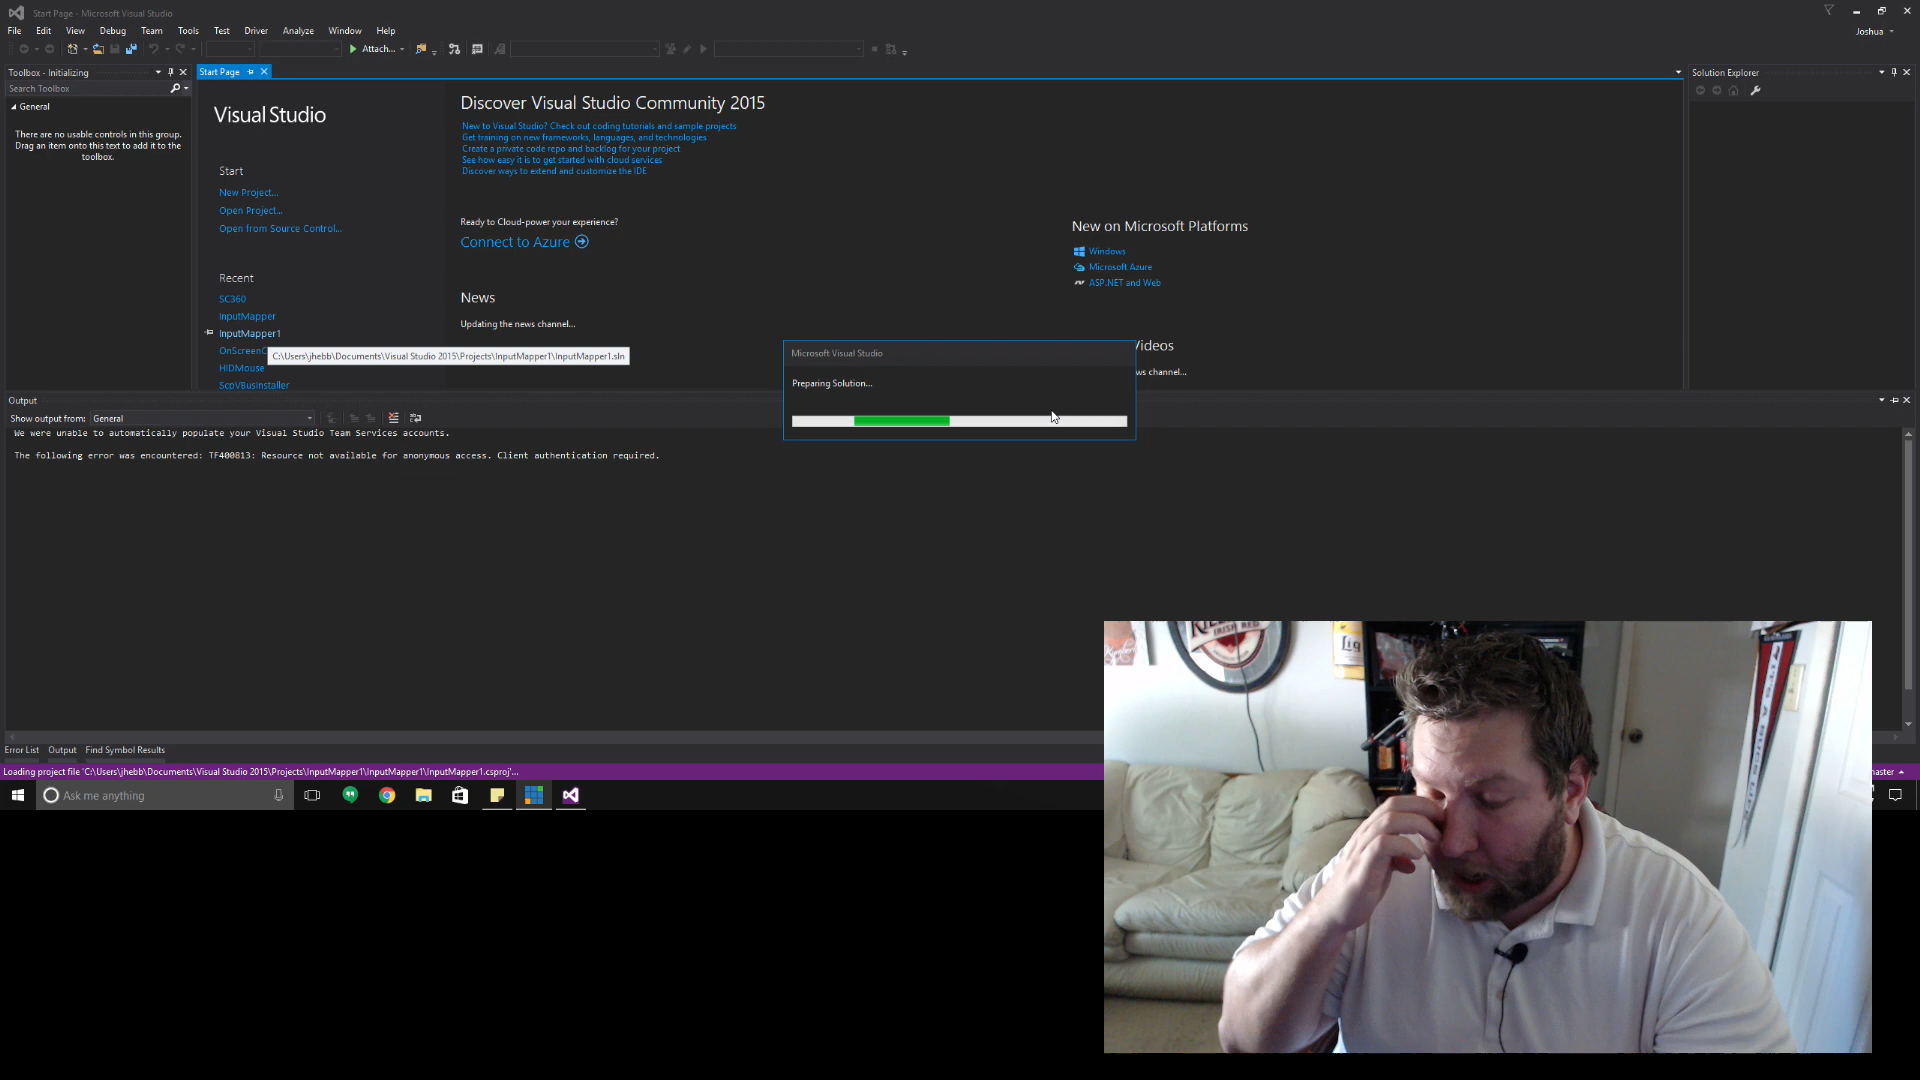 Start Page - Microsoft Visual Studio
File Edit View Debug Team Tools Test Driver Analyze Window Help
Joshua
Attach...
Toolbox - Initializing
Start Page
Solution Explorer
Search Toolbox
General
There are no usable controls in this group.
Drag an item onto this text to add it to the
toolbox.
Visual Studio
Start
New Project...
Open Project...
Open from Source Control...
Recent
SC360
InputMapper
InputMapper1
OnScreenC
C:\Users\jhebb\Documents\Visual Studio 2015\Projects\InputMapper1\InputMapper1.sln
HIDMouse
ScpVBusInstaller
Discover Visual Studio Community 2015
New to Visual Studio? Check out coding tutorials and sample projects
Get training on new frameworks, languages, and technologies
Create a private code repo and backlog for your project
See how easy it is to get started with cloud services
Discover ways to extend and customize the IDE
Ready to Cloud-power your experience?
Connect to Azure
News
Updating the news channel...
New on Microsoft Platforms
Windows
Microsoft Azure
ASP.NET and Web
Videos
ws channel...
Microsoft Visual Studio
Preparing Solution...
Output
Show output from: General
We were unable to automatically populate your Visual Studio Team Services accounts.
The following error was encountered: TF400813: Resource not available for anonymous access. Client authentication required.
Error List Output Find Symbol Results
Loading project file 'C:\Users\jhebb\Documents\Visual Studio 2015\Projects\InputMapper1\InputMapper1\InputMapper1.csproj'...
master
Ask me anything
IRISH RED
Liq